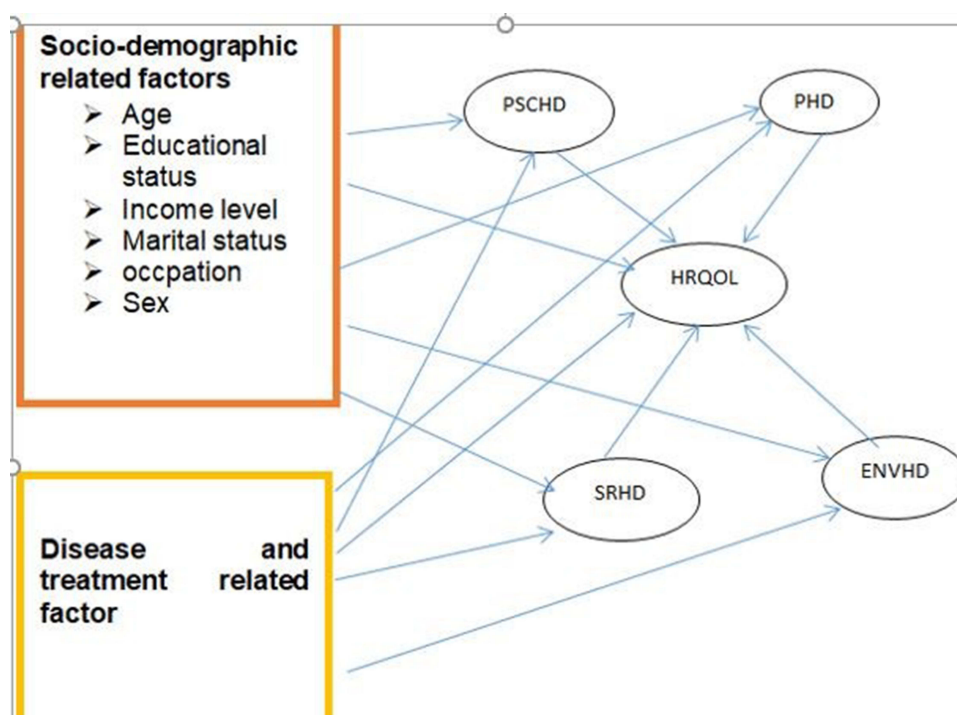 Socio-demographic
related factors
➢ Age
➢ Educational
status
➢ Income level
➢ Marital status
➢ occpation
➢ Sex
Disease and
treatment related
factor
PSCHD
PHD
HRQOL
SRHD
ENVHD